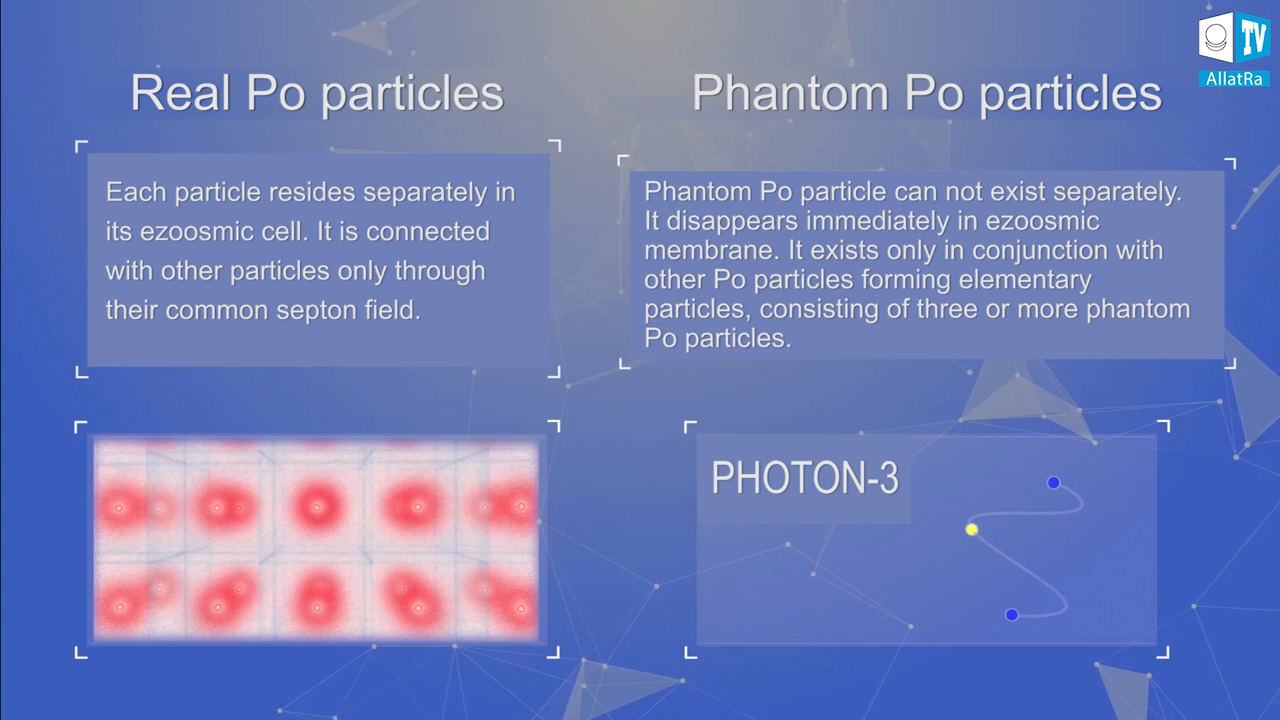 TV
AllatRa
Real Po particles
Phantom Po particles
Each particle resides separately in
its ezoosmic cell. It is connected
with other particles only through
their common septon field.
Phantom Po particle can not exist separately.
It disappears immediately in ezoosmic
membrane. It exists only in conjunction with
other Po particles forming elementary
particles, consisting of three or more phantom
Po particles.
PHOTON-3